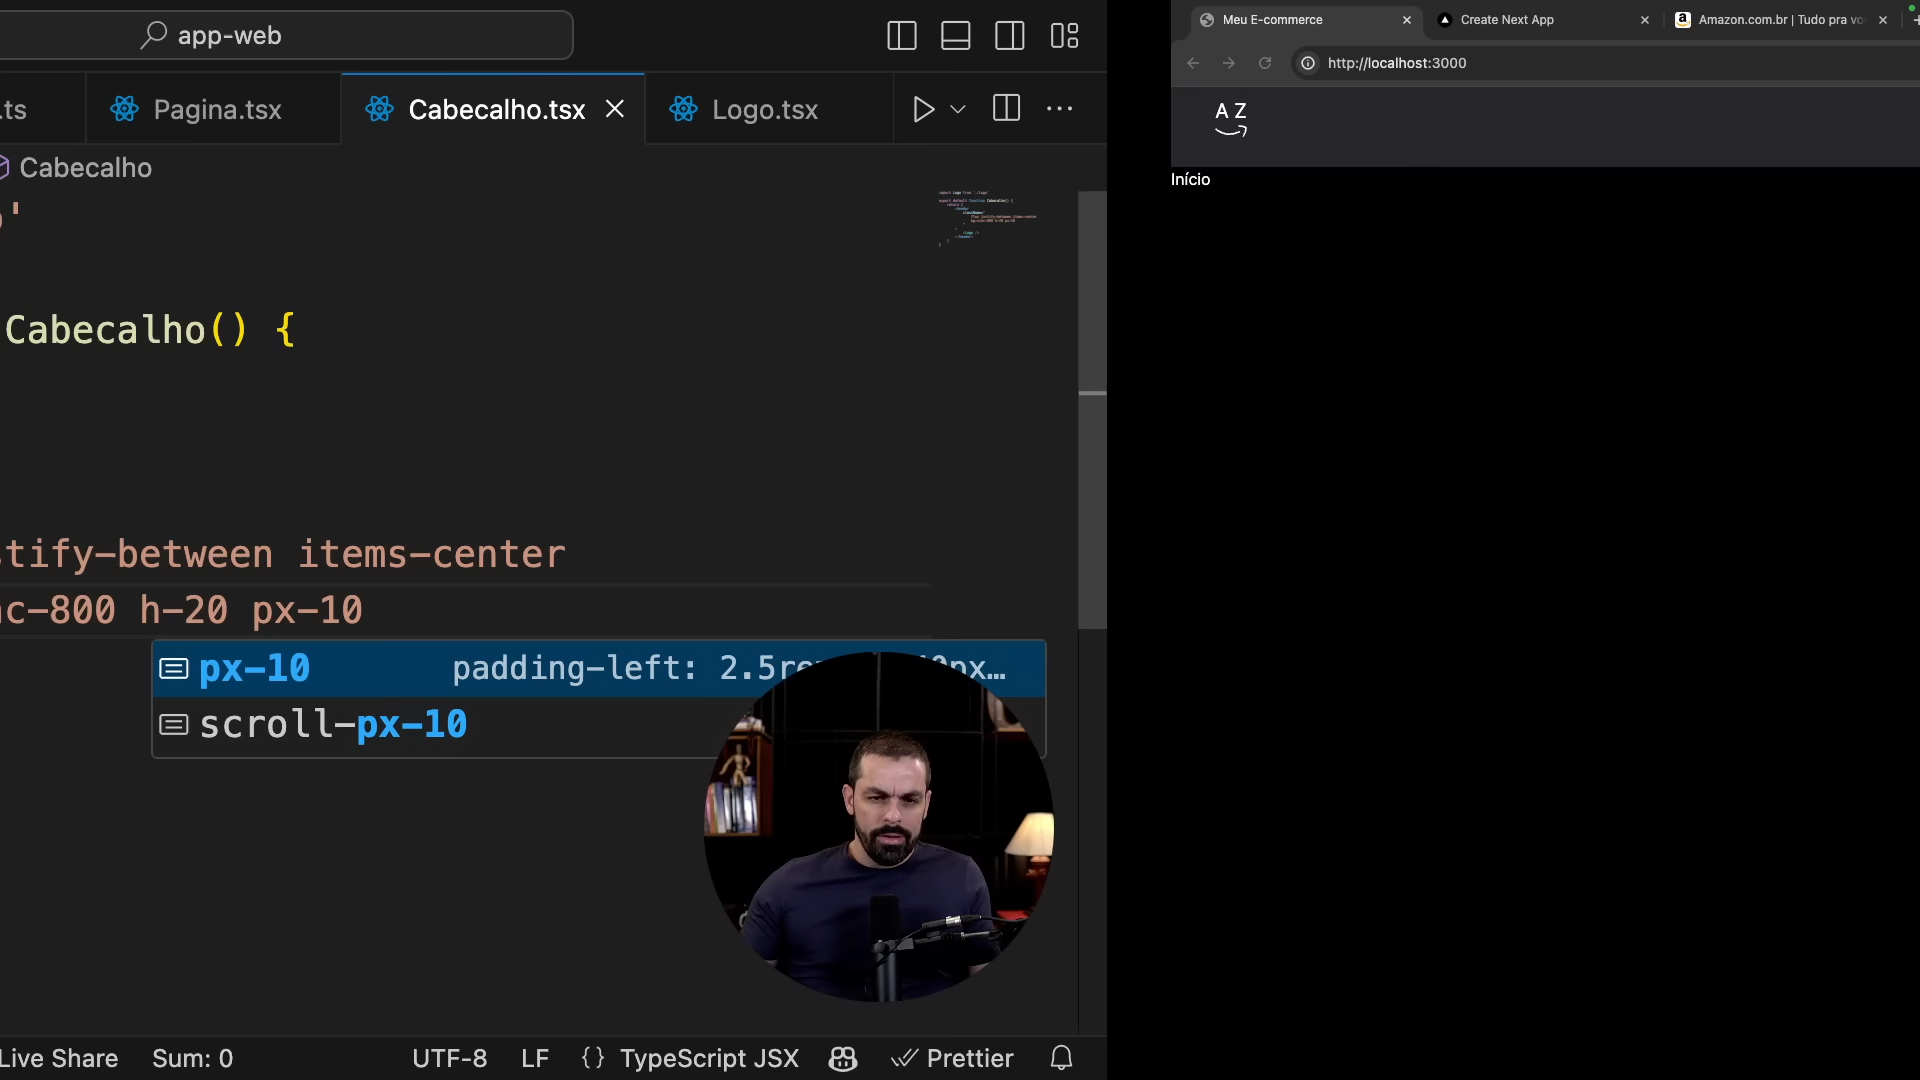 app-web
.ts
Pagina.tsx
Cabecalho.tsx
Logo.tsx
Cabecalho
'
Cabecalho() {
tify-between items-center
c-800 h-20 px-10
px-10 padding-left: 2.5re
px…
scroll-px-10
Live Share
Sum: 0
UTF-8
LF
{} TypeScript JSX
Prettier
Meu E-commerce
Create Next App
Amazon.com.br | Tudo pra vo
http://localhost:3000
A Z
Início